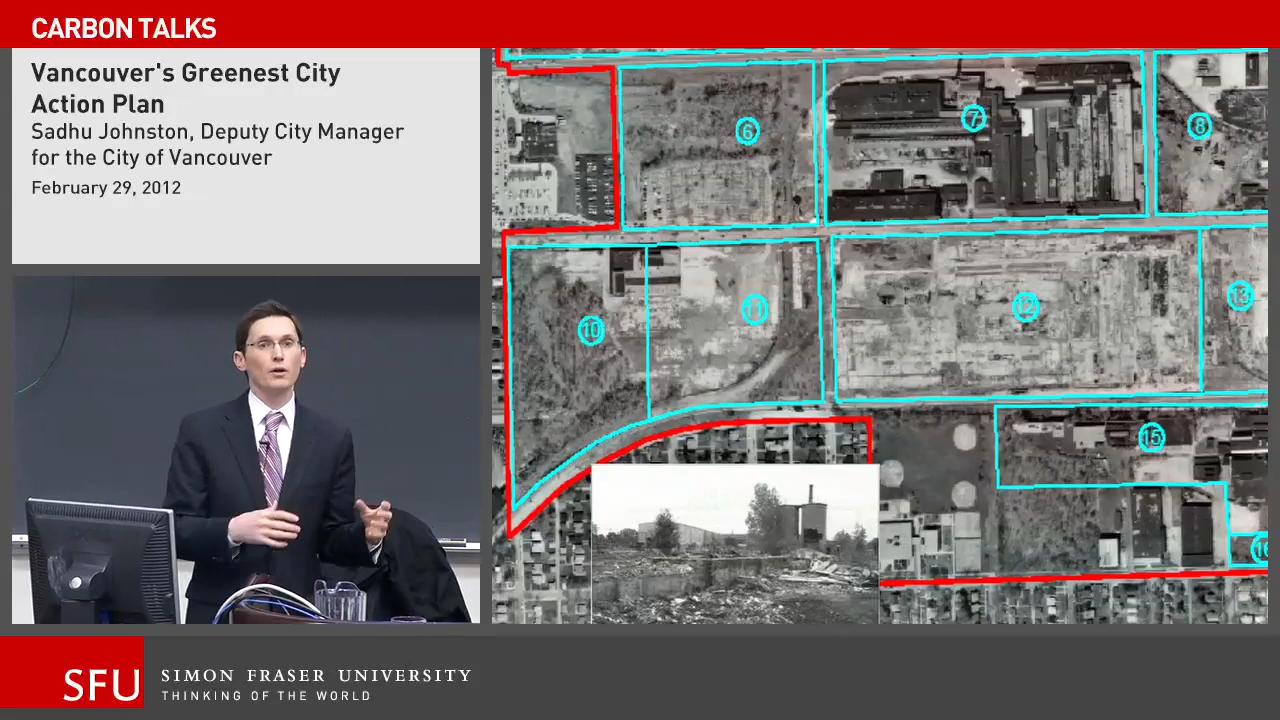 CARBON TALKS
Vancouver's Greenest City
Action Plan
Sadhu Johnston, Deputy City Manager
for the City of Vancouver
February 29, 2012
6
7
8
10
11
12
13
15
16
SFU
SIMON FRASER UNIVERSITY
THINKING OF THE WORLD